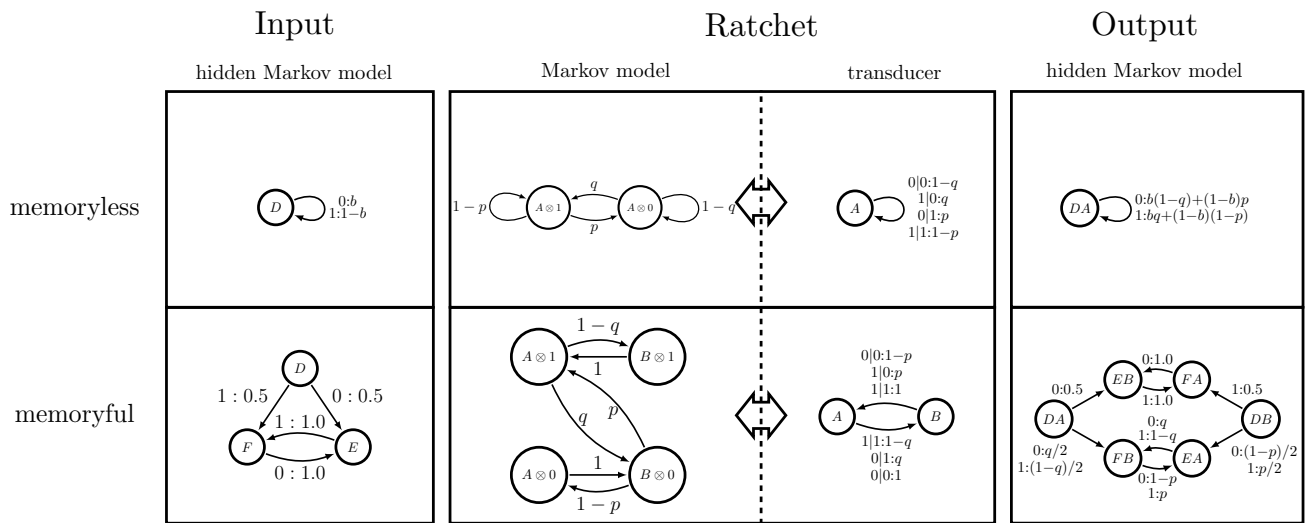 Input
Ratchet
Output
hidden Markov model
Markov model
transducer
hidden Markov model
memoryless
D
0:b
1:1−b
1 − p
A ⊗ 1
q
p
A ⊗ 0
1 − q
A
0|0:1−q
1|0:q
0|1:p
1|1:1−p
DA
0:b(1−q)+(1−b)p
1:bq+(1−b)(1−p)
memoryful
D
1 : 0.5
0 : 0.5
F
1 : 1.0
E
0 : 1.0
A ⊗ 1
1 − q
1
B ⊗ 1
q
p
A ⊗ 0
1
1 − p
B ⊗ 0
0|0:1−p
1|0:p
1|1:1
A
B
1|1:1−q
0|1:q
0|0:1
0:1.0
EB
FA
1:1.0
0:0.5
1:0.5
DA
DB
0:q
1:1−q
0:q/2
1:(1−q)/2
FB
EA
0:1−p
1:p
0:(1−p)/2
1:p/2